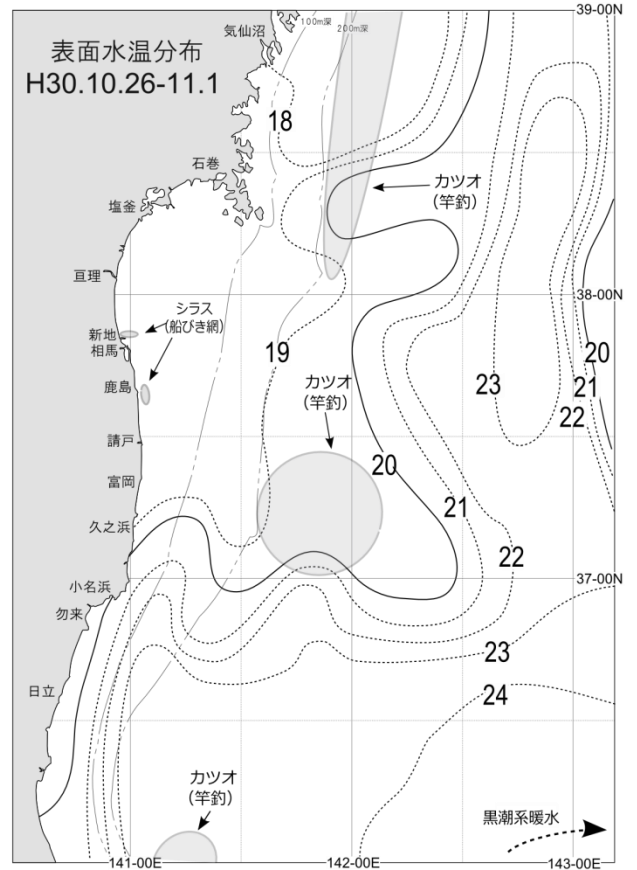 表面水温分布
H30.10.26-11.1
39-00N
気仙沼
100m深
200m深
18
石巻
カツオ
(竿釣)
塩釜
亘理
38-00N
シラス
(船びき網)
新地
相馬
19
20
鹿島
カツオ
(竿釣)
23
21
22
請戸
20
富岡
21
久之浜
22
37-00N
小名浜
勿来
23
日立
24
カツオ
(竿釣)
黒潮系暖水
141-00E
142-00E
143-00E